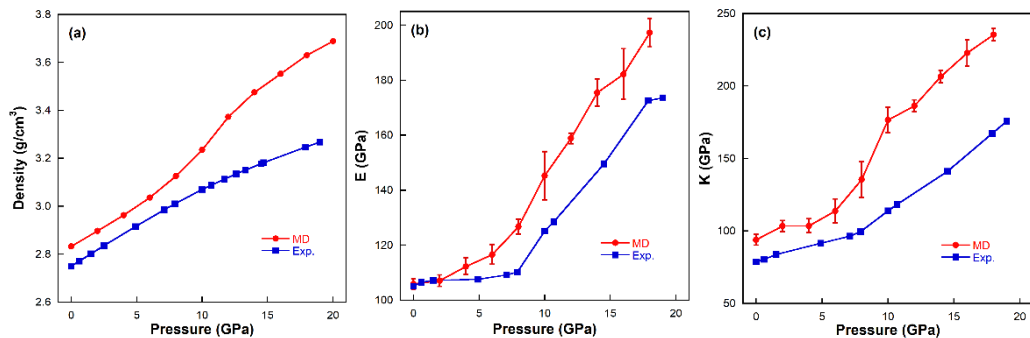 (a)
3.8
3.6
3.4
3.2
3.0
2.8
2.6
Density (g/cm³)
0
5
10
15
20
Pressure (GPa)
MD
Exp.
(b)
200
180
160
140
120
100
E (GPa)
0
5
10
15
20
Pressure (GPa)
MD
Exp.
(c)
250
200
150
100
50
K (GPa)
0
5
10
15
20
Pressure (GPa)
MD
Exp.